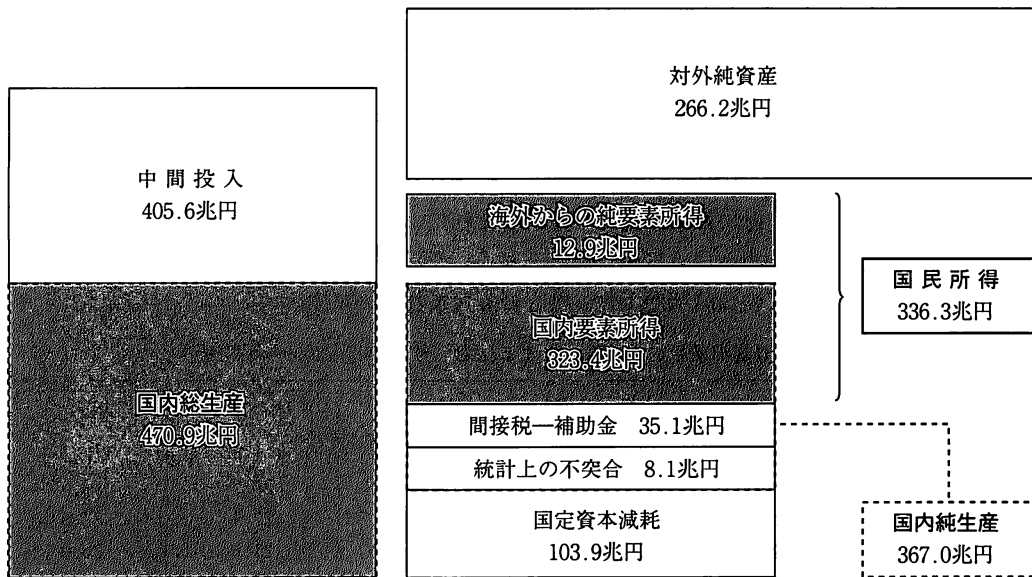 対外純資産
266.2兆円
中間投入
405.6兆円
海外からの純要素所得
12.9兆円
国民所得
336.3兆円
国内要素所得
323.4兆円
国内総生産
470.9兆円
間接税―補助金 35.1兆円
統計上の不突合 8.1兆円
国定資本減耗
103.9兆円
国内純生産
367.0兆円